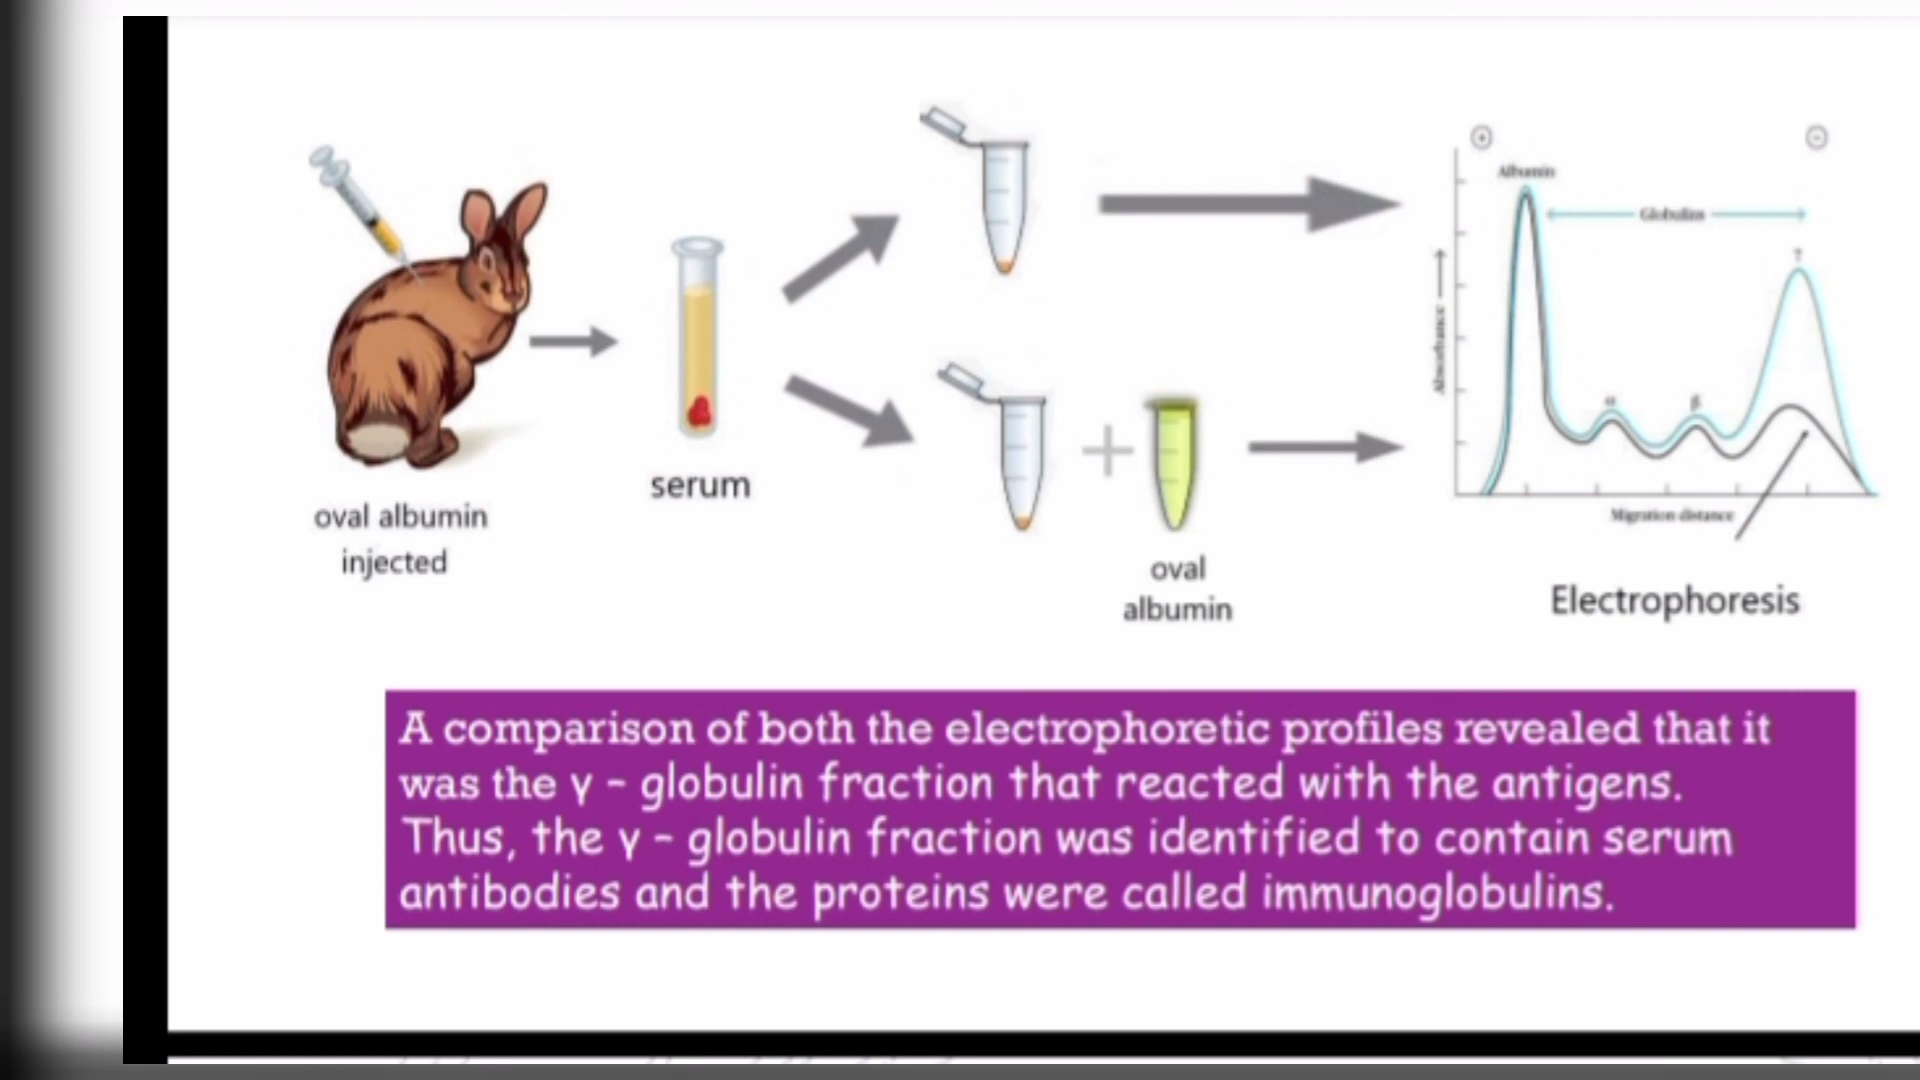 oval albumin
injected
serum
oval
albumin
+
-
Albumin
Globulins
γ
α
β
Absorbance
Migration distance
Electrophoresis
A comparison of both the electrophoretic profiles revealed that it
was the γ – globulin fraction that reacted with the antigens.
Thus, the γ – globulin fraction was identified to contain serum
antibodies and the proteins were called immunoglobulins.